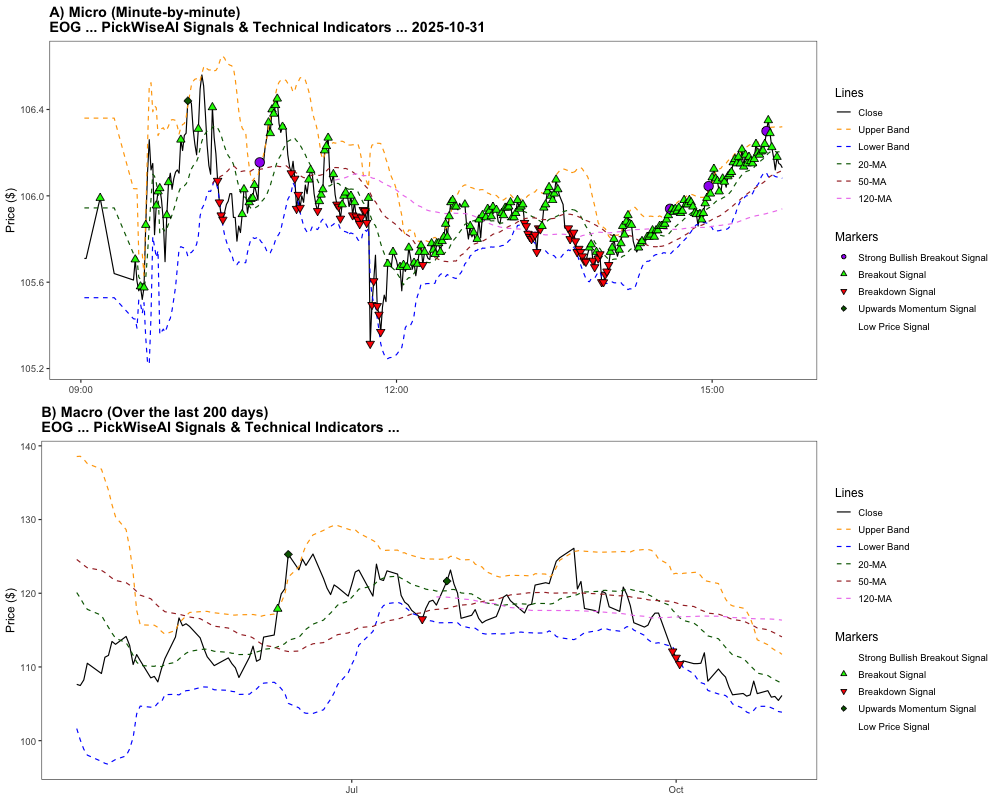 A) Micro (Minute-by-minute)
EOG ... PickWiseAI Signals & Technical Indicators ... 2025-10-31
Price ($)
106.4
106.0
105.6
105.2
09:00
12:00
15:00
Lines
Close
Upper Band
Lower Band
20-MA
50-MA
120-MA
Markers
Strong Bullish Breakout Signal
Breakout Signal
Breakdown Signal
Upwards Momentum Signal
Low Price Signal
B) Macro (Over the last 200 days)
EOG ... PickWiseAI Signals & Technical Indicators ...
Price ($)
140
130
120
110
100
Jul
Oct
Lines
Close
Upper Band
Lower Band
20-MA
50-MA
120-MA
Markers
Strong Bullish Breakout Signal
Breakout Signal
Breakdown Signal
Upwards Momentum Signal
Low Price Signal